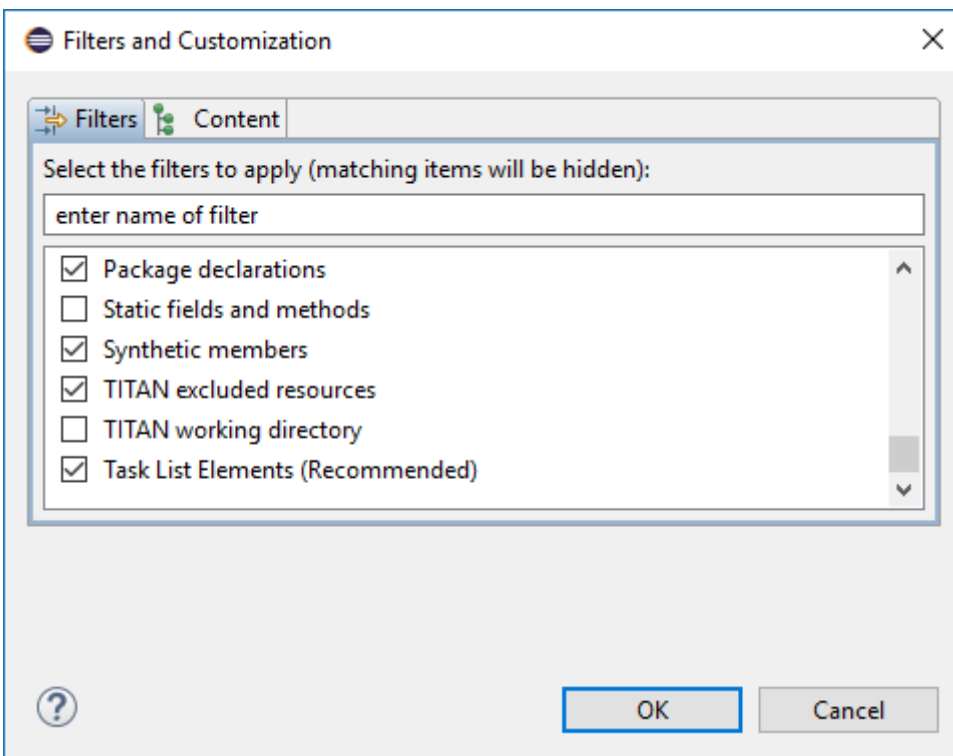 Filters and Customization
Filters Content
Select the filters to apply (matching items will be hidden):
enter name of filter
Package declarations
Static fields and methods
Synthetic members
TITAN excluded resources
TITAN working directory
Task List Elements (Recommended)
OK Cancel